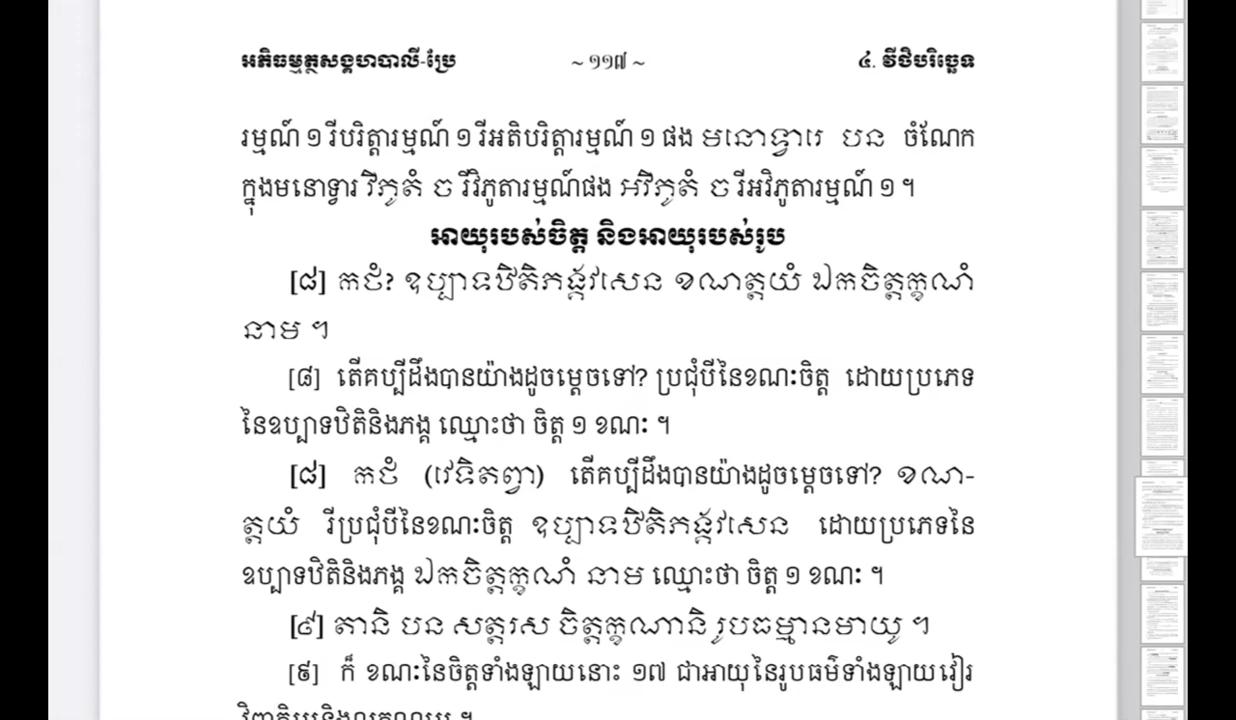 អភិធម្មត្ថសង្គហបាលី-ប្រែ ~ ១១៧ ~ ៤. វីថិបរិច្ឆេទ
រម្មណ៍ ១ រីបរិត្តារម្មណ៍ ១ រីអតិបរិត្តារម្មណ៍ ១ ផង មនោទ្វារេ បន ចំណែក
ក្នុងមនោទ្វារ វិភូតំ ច រីវិភូតារម្មណ៍ផង អវិភូតំ ច រីអវិភូតារម្មណ៍ ១ ។
អាយុរបស់ចិត្ត និងអាយុរបស់រូប
[៨] កថំ? ឧប្បាទឋិតិភង្គវសេន ខណត្តយំ ឯកចិត្តក្ខណំ
នាម ។
[៨] តើគប្បីដឹងបានយ៉ាងដូចម្ដេចទៅ? ប្រជុំបីនៃខណៈចិត្ត ដោយប្រភេទ
នៃឧប្បាទឋិតិនិងភង្គ ឈ្មោះថា ចិត្ត ១ ខណៈ ។
[៨] កថំ (វេទិតព្វា) តើគប្បីដឹងបានយ៉ាងដូចម្ដេចទៅ? ខណ-
ត្តយំ រីប្រជុំបីនៃខណៈចិត្ត ឧប្បាទឋិតិភង្គវសេន ដោយប្រភេទនៃ
ឧប្បាទឋិតិនិងភង្គ ឯកចិត្តក្ខណំ នាម ឈ្មោះថា ចិត្ត ១ ខណៈ ។
[៩] តានិ បន សត្តរស ចិត្តក្ខណានិ រូបធម្មានមាយូ ។
[៩] ក៏ ខណៈនៃចិត្តទាំងឡាយនោះ ១៧ ជាអាយុនៃរូបធម៌ទាំងឡាយវៀរ